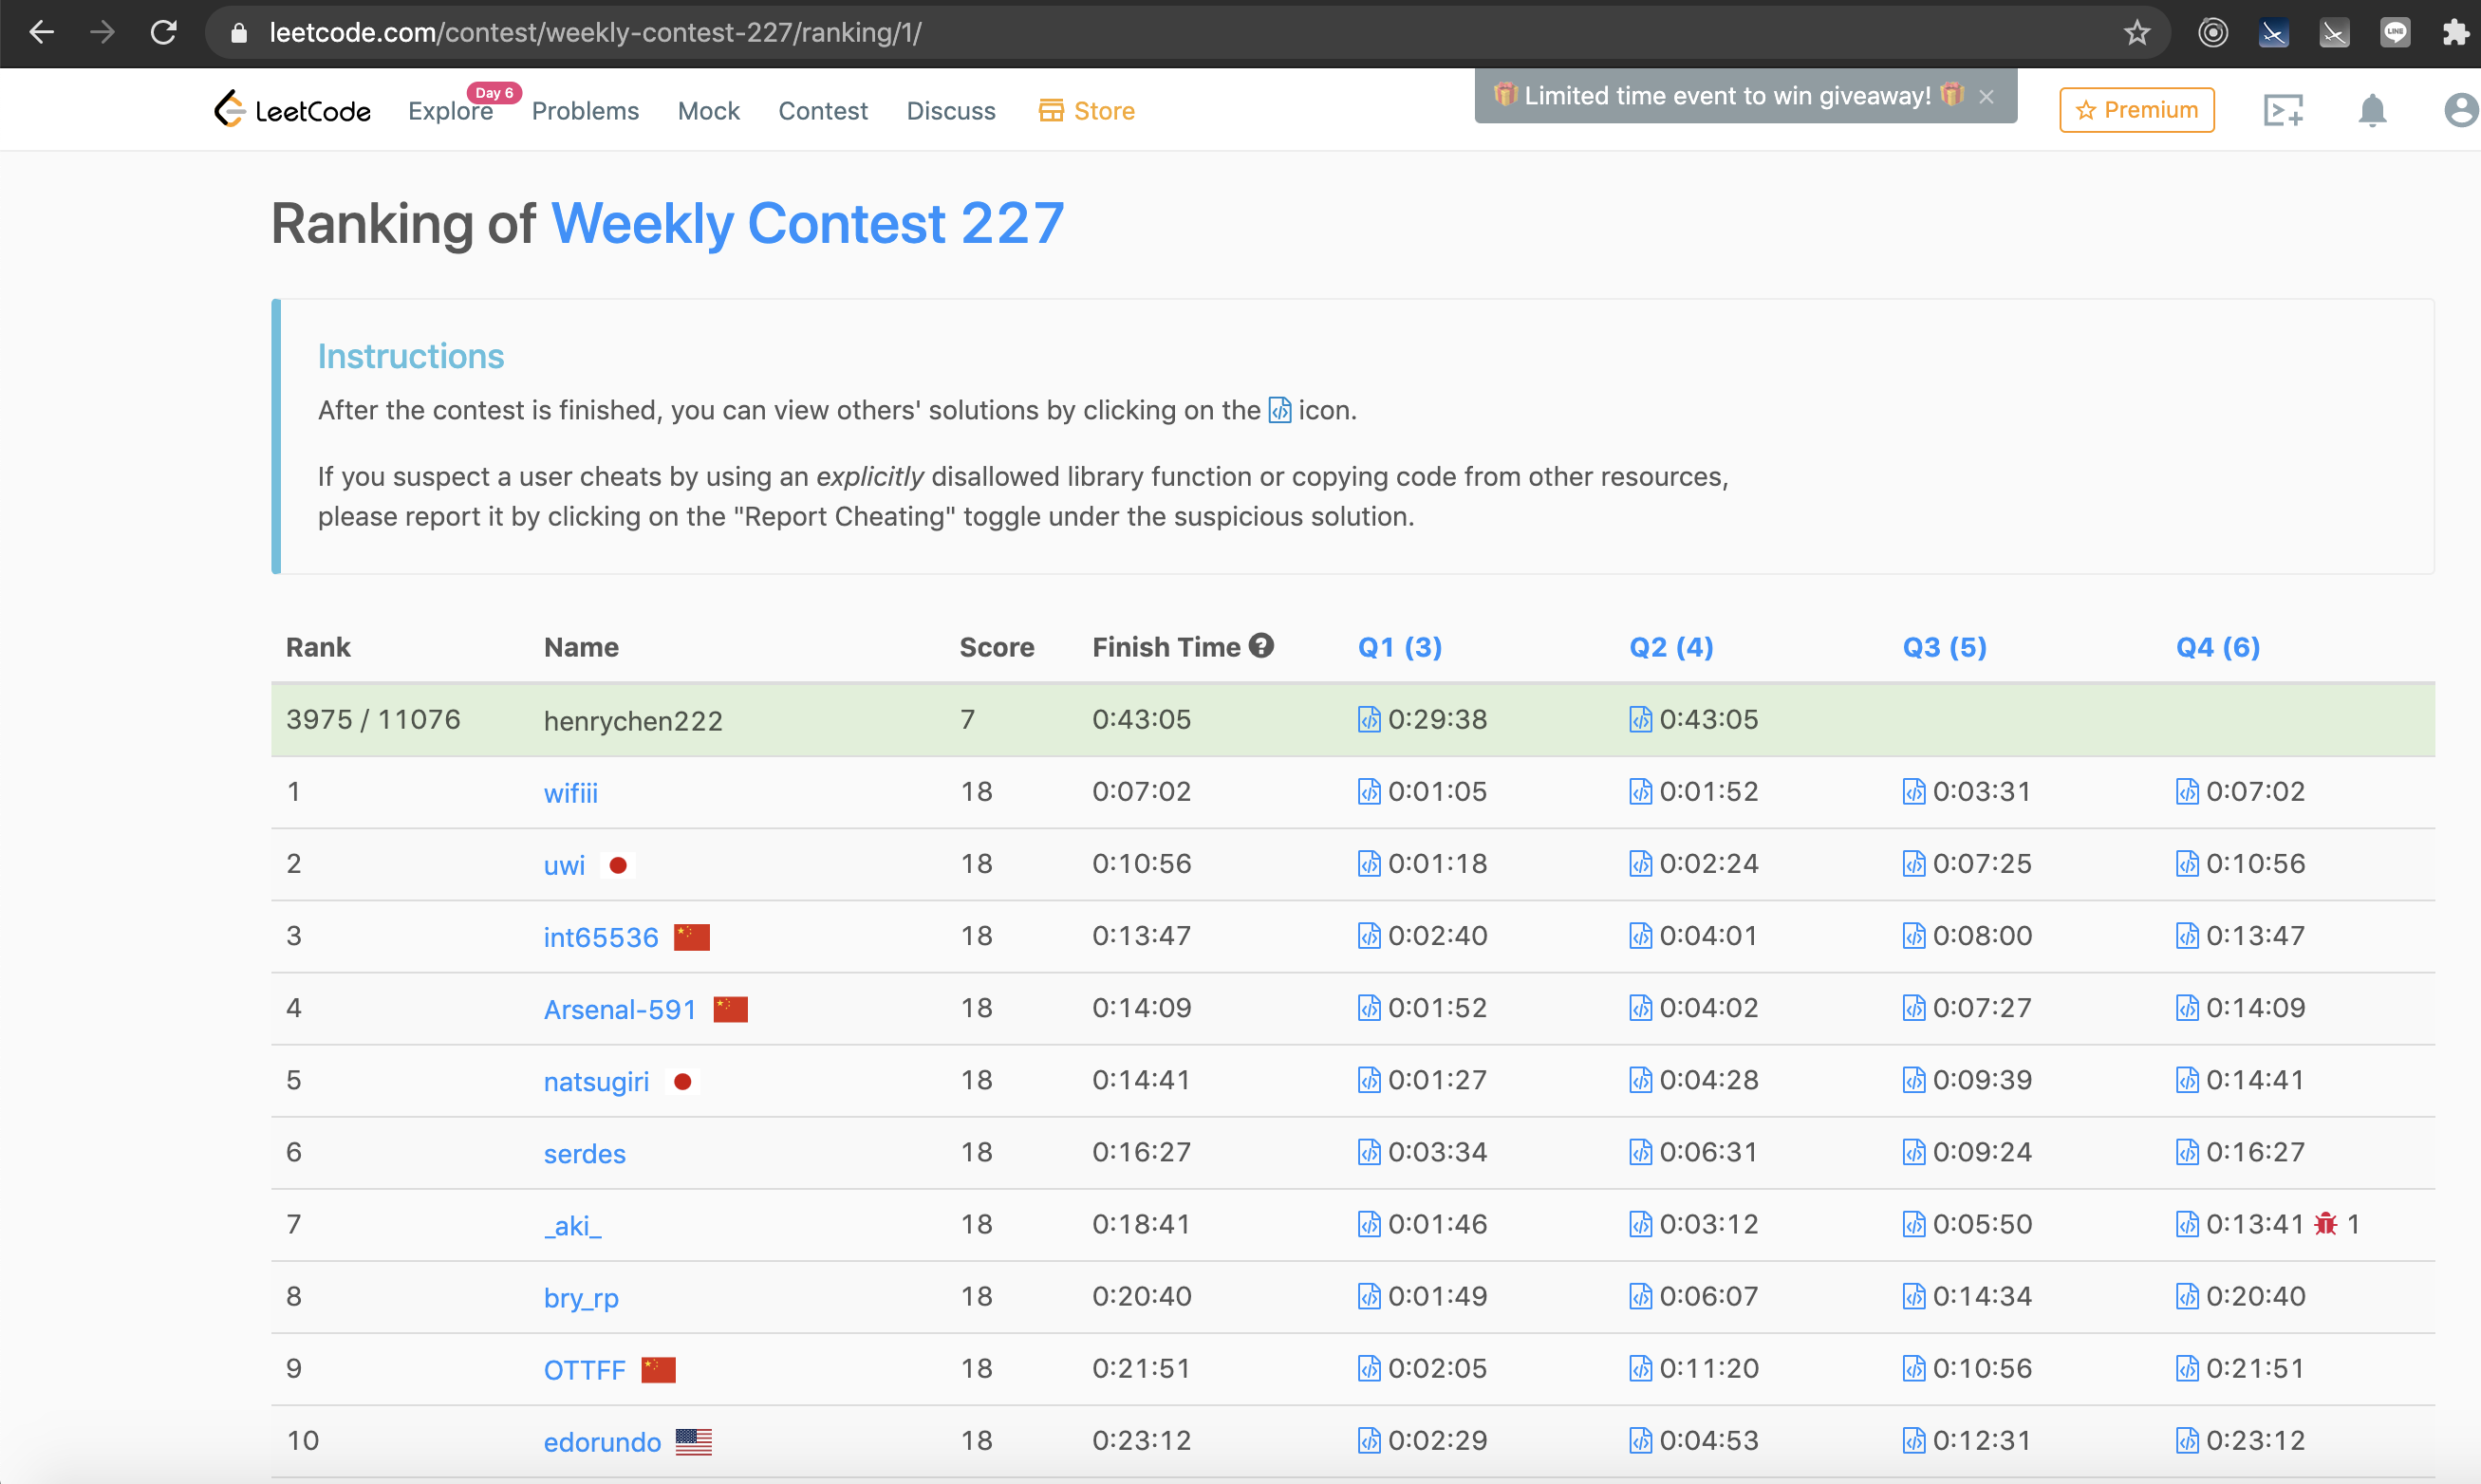 leetcode.com/contest/weekly-contest-227/ranking/1/
LINE
LeetCode Explore Day 6 Problems Mock Contest Discuss Store Limited time event to win giveaway! Premium
Ranking of Weekly Contest 227
Instructions
After the contest is finished, you can view others' solutions by clicking on the icon.
If you suspect a user cheats by using an explicitly disallowed library function or copying code from other resources,
please report it by clicking on the "Report Cheating" toggle under the suspicious solution.
Rank Name Score Finish Time Q1 (3) Q2 (4) Q3 (5) Q4 (6)
3975 / 11076 henrychen222 7 0:43:05 0:29:38 0:43:05
1 wifiii 18 0:07:02 0:01:05 0:01:52 0:03:31 0:07:02
2 uwi 18 0:10:56 0:01:18 0:02:24 0:07:25 0:10:56
3 int65536 18 0:13:47 0:02:40 0:04:01 0:08:00 0:13:47
4 Arsenal-591 18 0:14:09 0:01:52 0:04:02 0:07:27 0:14:09
5 natsugiri 18 0:14:41 0:01:27 0:04:28 0:09:39 0:14:41
6 serdes 18 0:16:27 0:03:34 0:06:31 0:09:24 0:16:27
7 _aki_ 18 0:18:41 0:01:46 0:03:12 0:05:50 0:13:41 1
8 bry_rp 18 0:20:40 0:01:49 0:06:07 0:14:34 0:20:40
9 OTTFF 18 0:21:51 0:02:05 0:11:20 0:10:56 0:21:51
10 edorundo 18 0:23:12 0:02:29 0:04:53 0:12:31 0:23:12